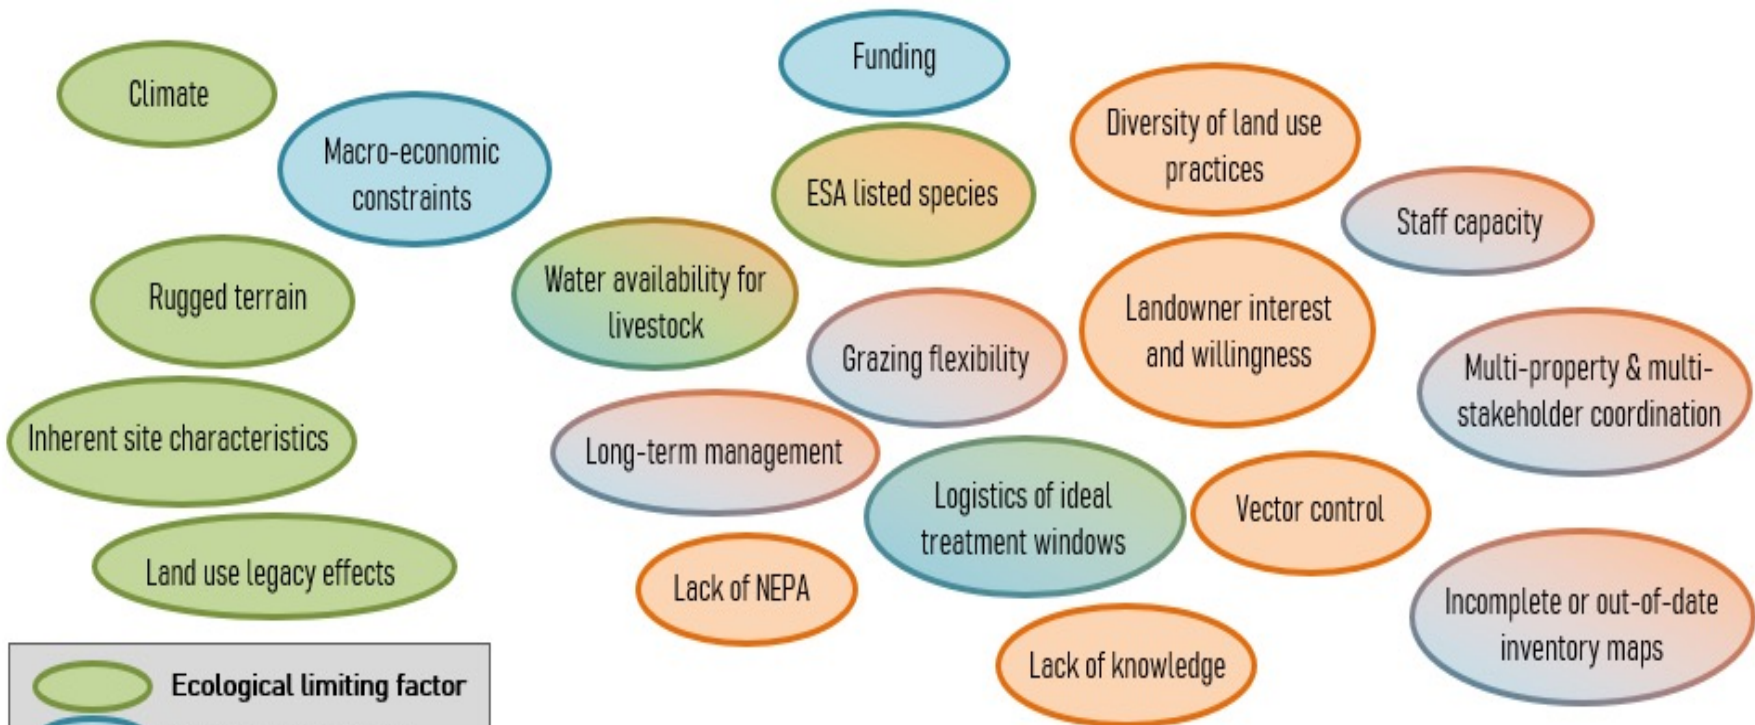 Funding
Climate
Macro-economic
constraints
Diversity of land use
practices
ESA listed species
Staff capacity
Rugged terrain
Water availability for
livestock
Landowner interest
and willingness
Grazing flexibility
Multi-property & multi-
stakeholder coordination
Inherent site characteristics
Long-term management
Logistics of ideal
treatment windows
Vector control
Land use legacy effects
Lack of NEPA
Incomplete or out-of-date
inventory maps
Lack of knowledge
Ecological limiting factor